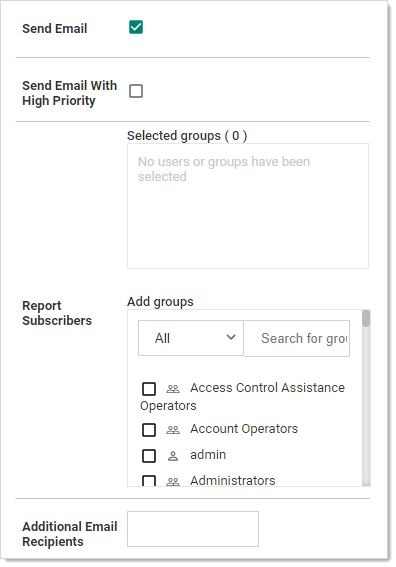 Send Email
Send Email With
High Priority
Selected groups ( 0 )
No users or groups have been
selected
Report
Subscribers
Add groups
All
Search for grou
Access Control Assistance
Operators
Account Operators
admin
Administrators
Additional Email
Recipients